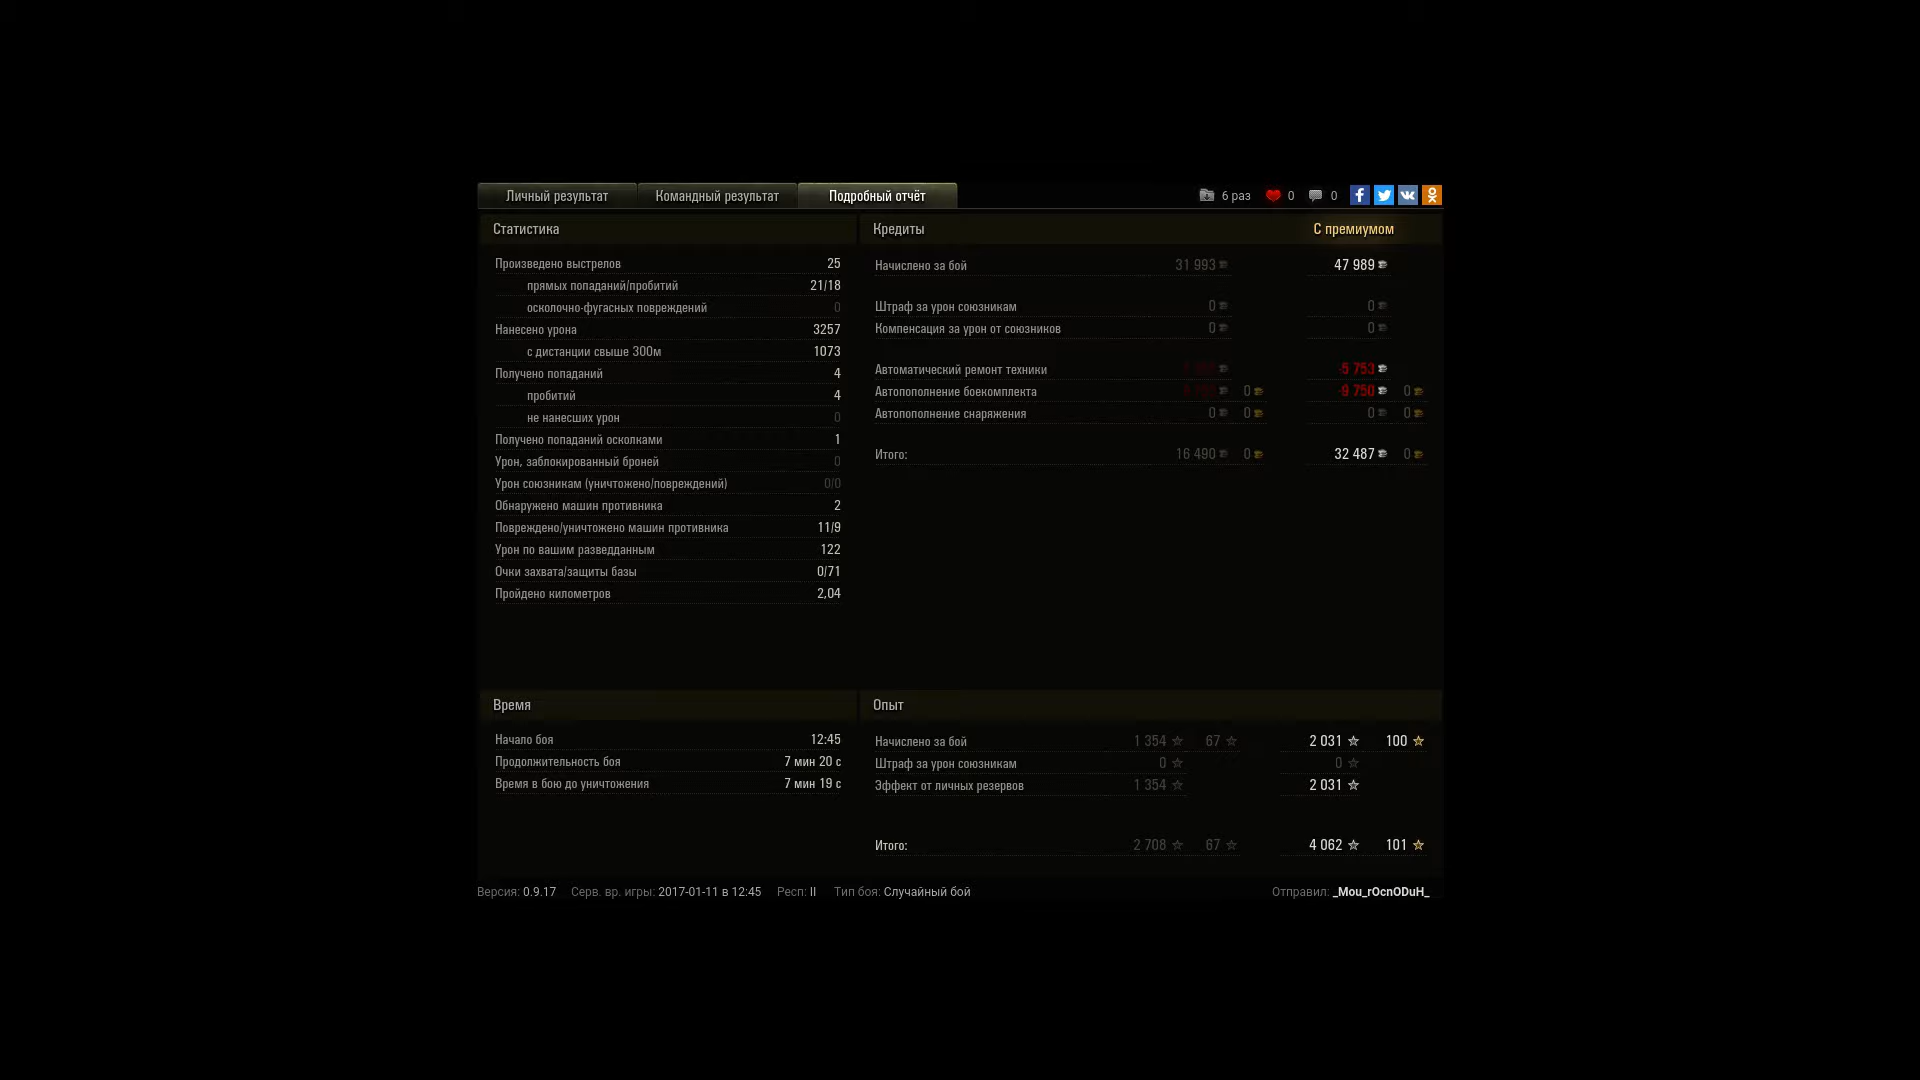 Личный результат Командный результат Подробный отчёт 6 раз 0 0
Статистика
Произведено выстрелов 25
прямых попаданий/пробитий 21/18
осколочно-фугасных повреждений 0
Нанесено урона 3257
с дистанции свыше 300м 1073
Получено попаданий 4
пробитий 4
не нанесших урон 0
Получено попаданий осколками 1
Урон, заблокированный броней 0
Урон союзникам (уничтожено/повреждений) 0/0
Обнаружено машин противника 2
Повреждено/уничтожено машин противника 11/9
Урон по вашим разведданным 122
Очки захвата/защиты базы 0/71
Пройдено километров 2,04
Кредиты С премиумом
Начислено за бой 31 993 47 989
Штраф за урон союзникам 0 0
Компенсация за урон от союзников 0 0
Автоматический ремонт техники -5 753
Автопополнение боекомплекта 0 -9 750 0
Автопополнение снаряжения 0 0 0 0
Итого: 16 490 0 32 487 0
Время
Начало боя 12:45
Продолжительность боя 7 мин 20 с
Время в бою до уничтожения 7 мин 19 с
Опыт
Начислено за бой 1 354 67 2 031 100
Штраф за урон союзникам 0 0
Эффект от личных резервов 1 354 2 031
Итого: 2 708 67 4 062 101
Версия: 0.9.17 Серв. вр. игры: 2017-01-11 в 12:45 Респ: II Тип боя: Случайный бой Отправил: _Mou_rOcnODuH_